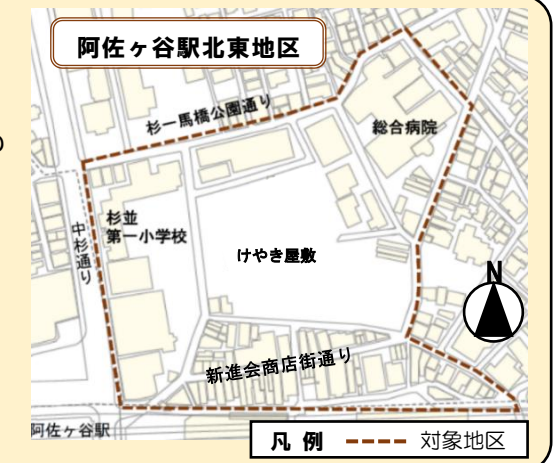 阿佐ヶ谷駅北東地区
杉一馬橋公園通り
総合病院
杉並
第一小学校
中杉通り
けやき屋敷
N
新進会商店街通り
阿佐ヶ谷駅
凡 例 ---- 対象地区